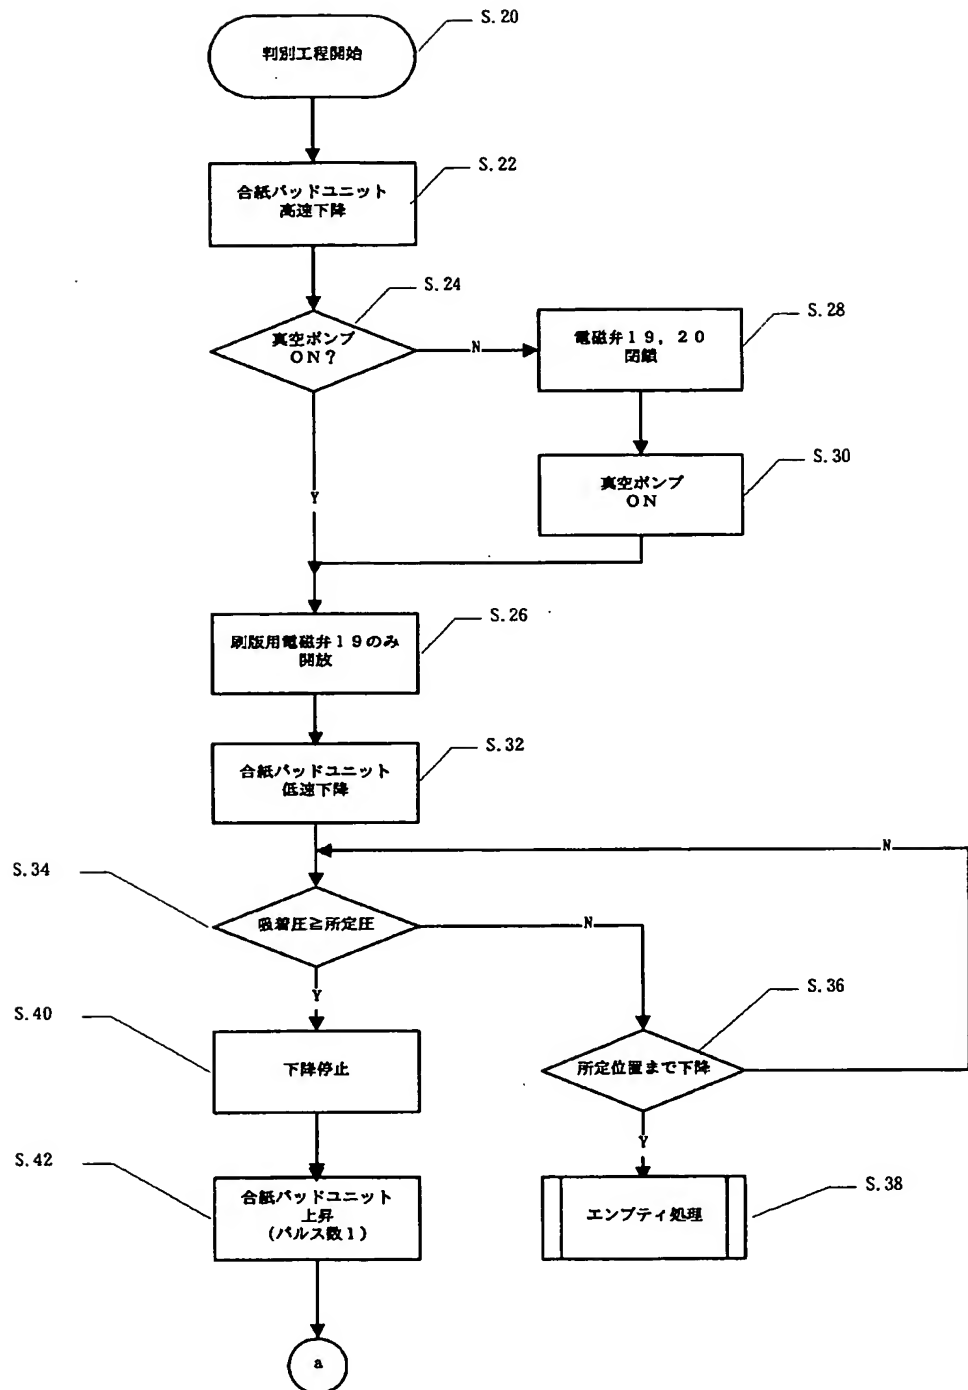 S.20
判別工程開始
S.22
合紙パッドユニット
高速下降
S.24
真空ポンプ
ON?
N
S.28
電磁弁19, 20
閉鎖
S.30
真空ポンプ
ON
Y
S.26
刷版用電磁弁19のみ
開放
S.32
合紙パッドユニット
低速下降
N
S.34
吸着圧≧所定圧
N
Y
S.36
所定位置まで下降
S.40
下降停止
Y
S.42
合紙パッドユニット
上昇
(パルス数1)
S.38
エンプティ処理
a